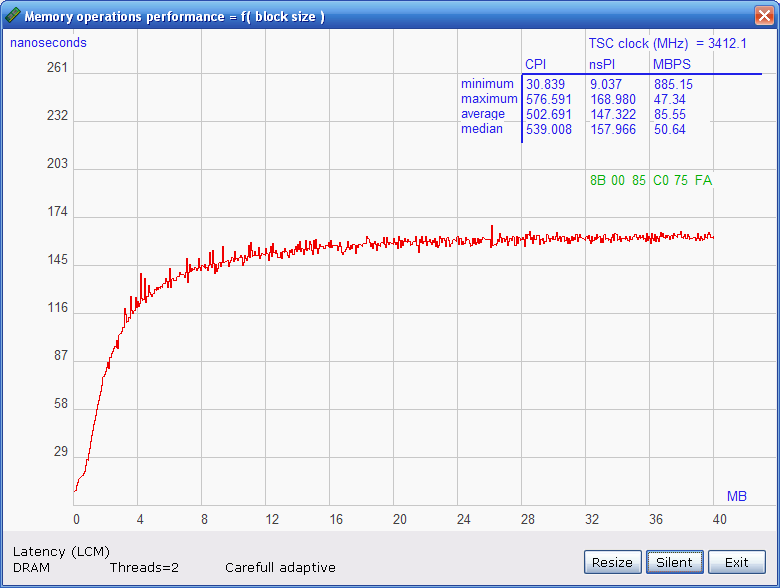 Memory operations performance = f( block size )
nanoseconds
TSC clock (MHz) = 3412.1
CPI nsPI MBPS
minimum 30.839 9.037 885.15
maximum 576.591 168.980 47.34
average 502.691 147.322 85.55
median 539.008 157.966 50.64
8B 00 85 C0 75 FA
261
232
203
174
145
116
87
58
29
MB
0 4 8 12 16 20 24 28 32 36 40
Latency (LCM)
DRAM Threads=2 Carefull adaptive
Resize Silent Exit